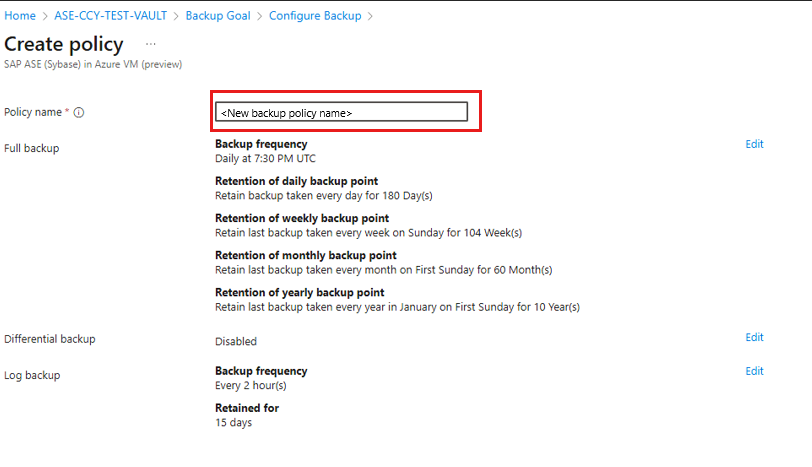 Home > ASE-CCY-TEST-VAULT > Backup Goal > Configure Backup >
Create policy ...
SAP ASE (Sybase) in Azure VM (preview)
Policy name * <New backup policy name>
Full backup
Backup frequency
Edit
Daily at 7:30 PM UTC
Retention of daily backup point
Retain backup taken every day for 180 Day(s)
Retention of weekly backup point
Retain last backup taken every week on Sunday for 104 Week(s)
Retention of monthly backup point
Retain last backup taken every month on First Sunday for 60 Month(s)
Retention of yearly backup point
Retain last backup taken every year in January on First Sunday for 10 Year(s)
Differential backup
Disabled
Edit
Log backup
Backup frequency
Edit
Every 2 hour(s)
Retained for
15 days